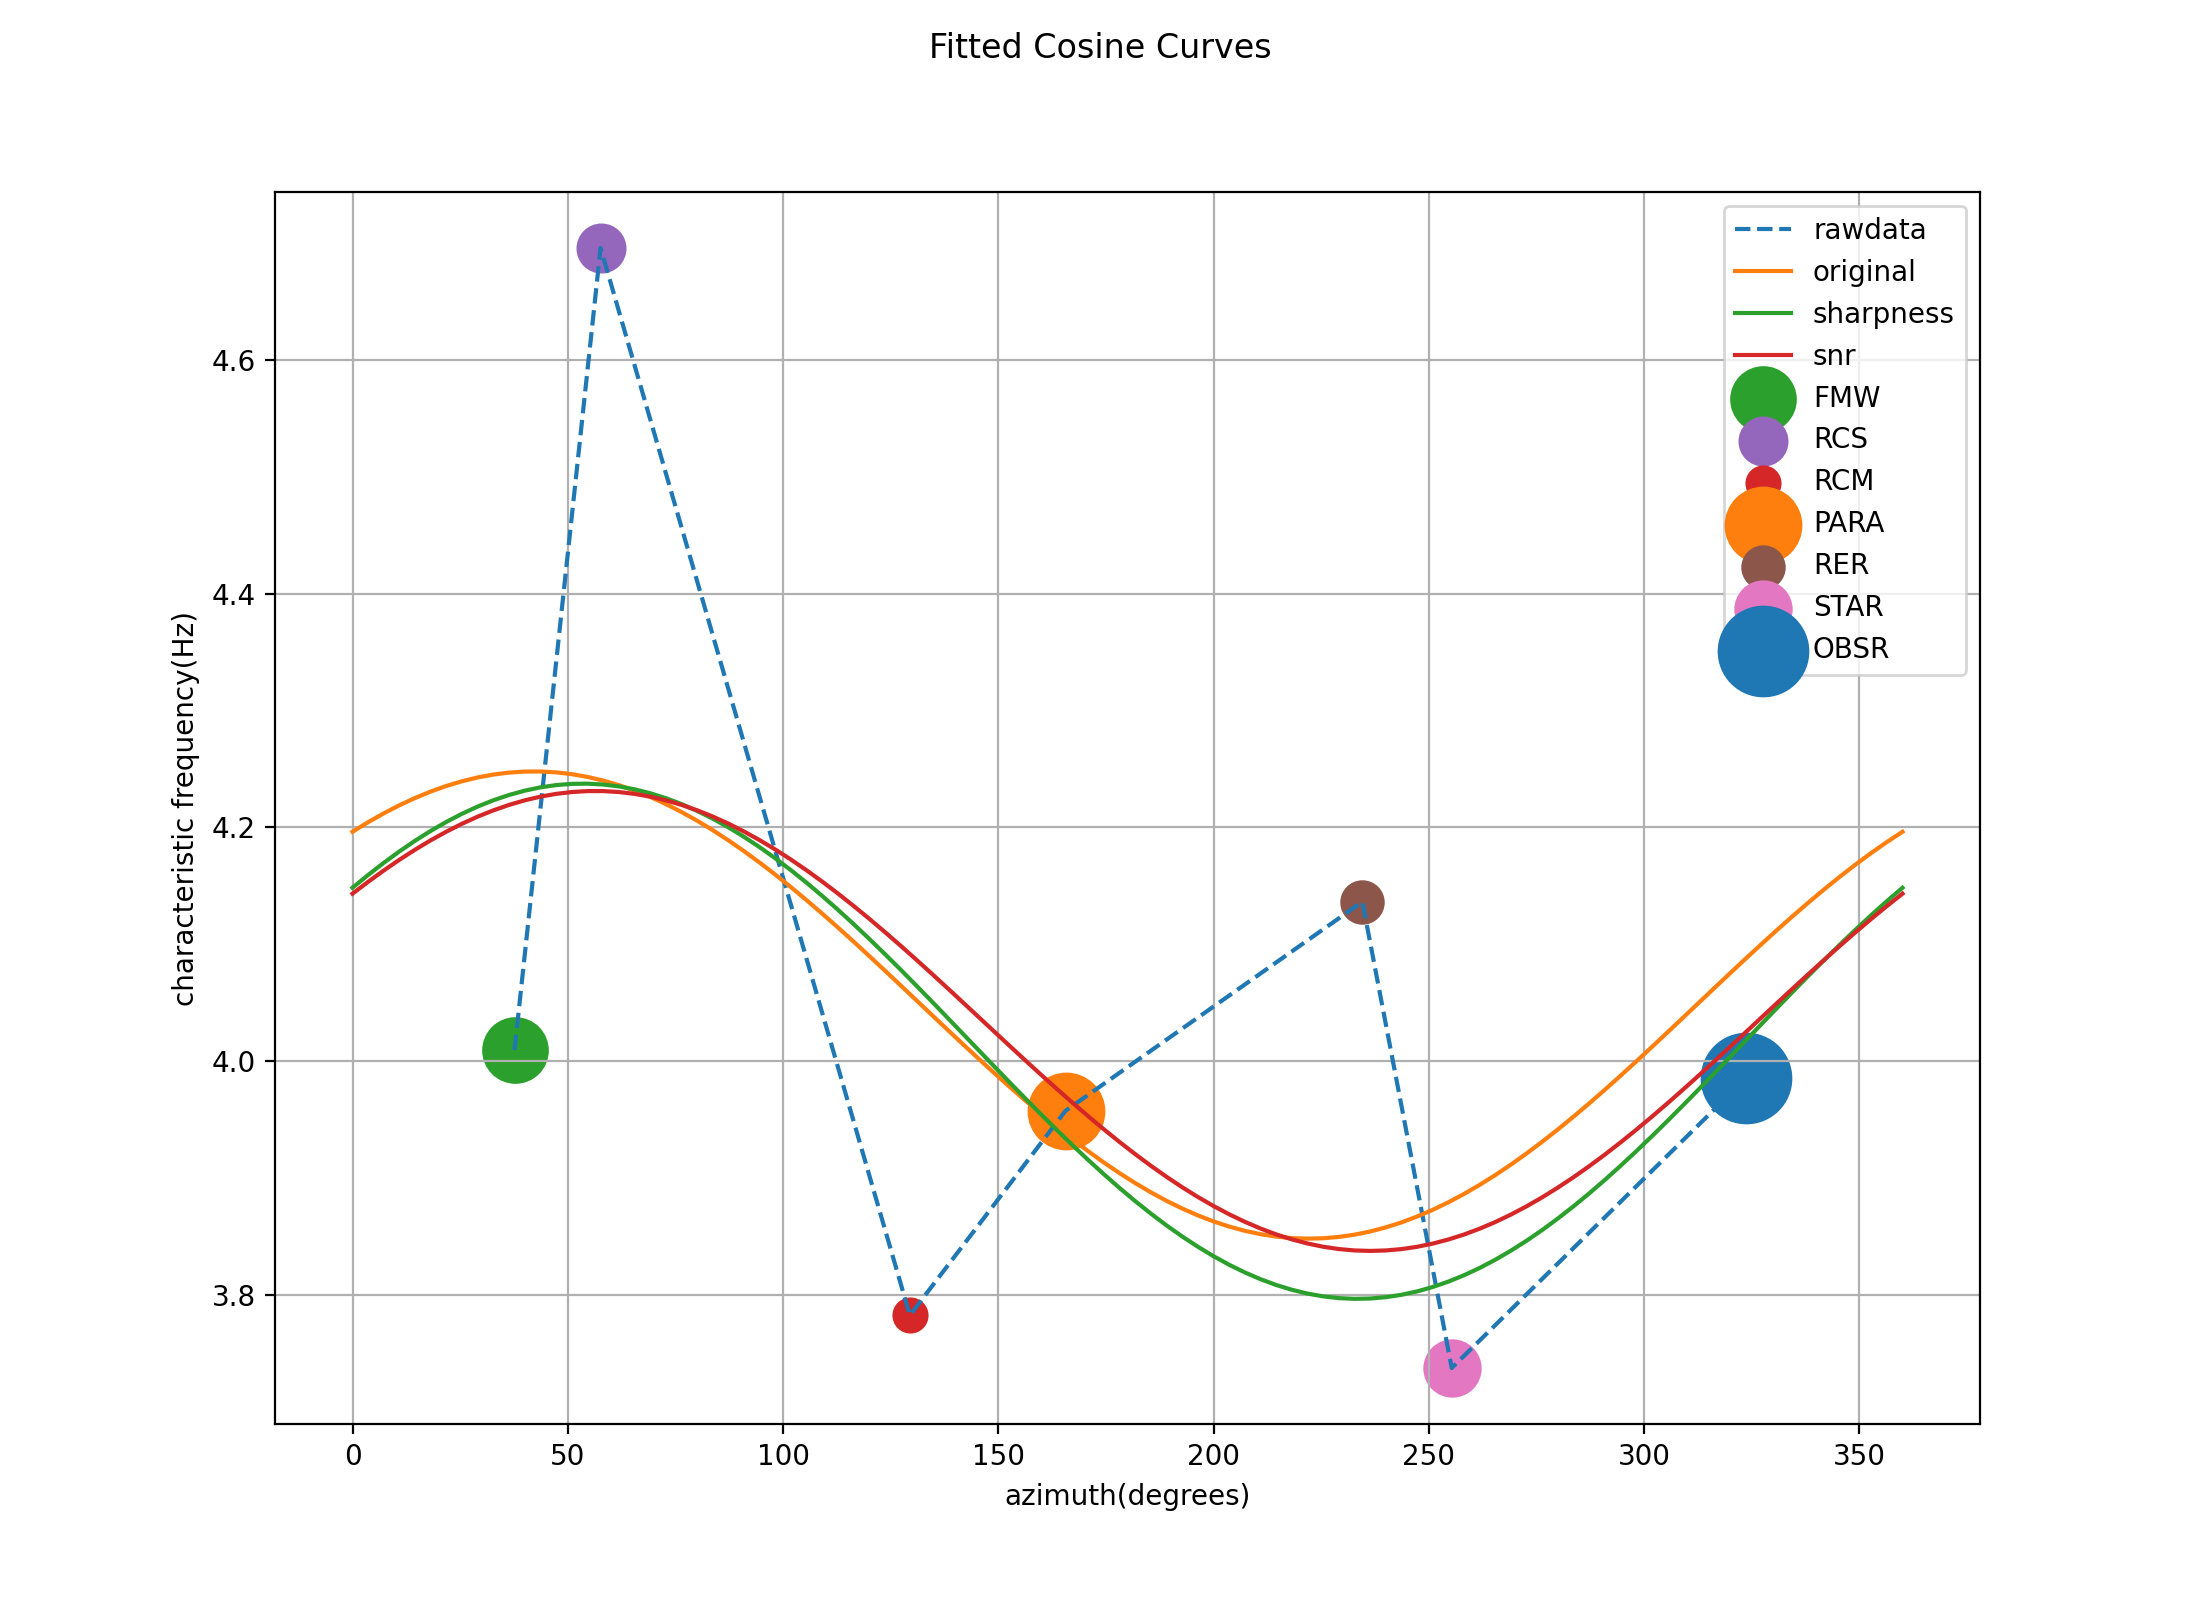 Fitted Cosine Curves
characteristic frequency(Hz)
4.6
4.4
4.2
4.0
3.8
rawdata
original
sharpness
snr
FMW
RCS
RCM
PARA
RER
STAR
OBSR
0 50 100 150 200 250 300 350
azimuth(degrees)